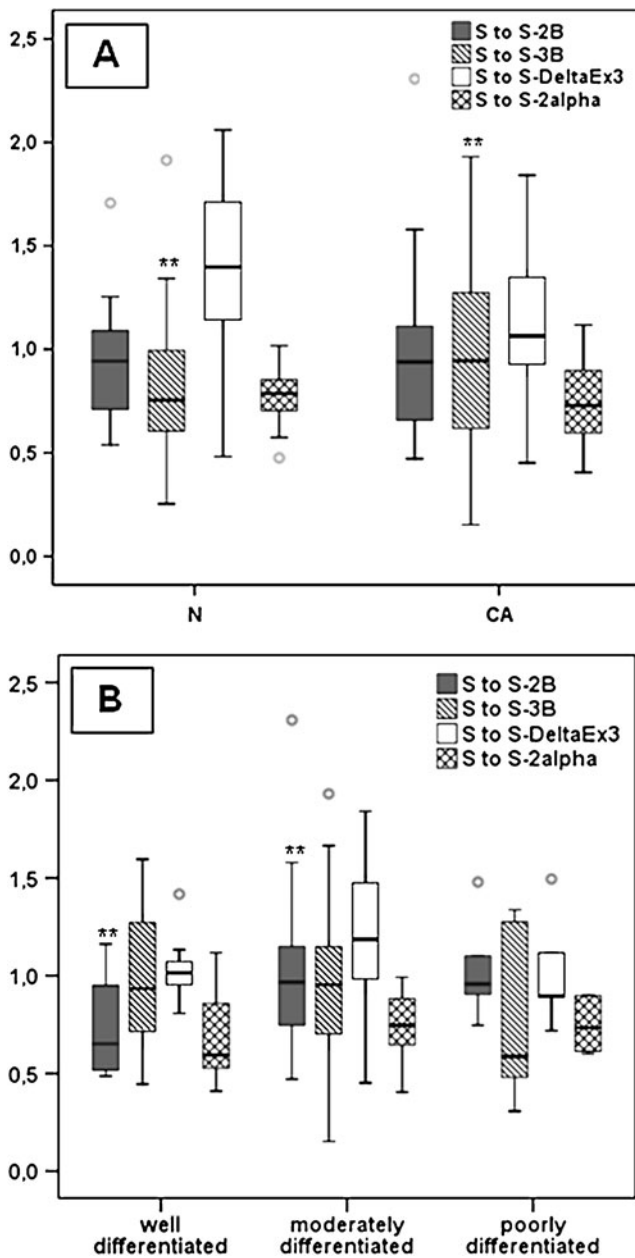 A
S to S-2B
S to S-3B
S to S-DeltaEx3
S to S-2alpha
2,5
2,0
1,5
1,0
0,5
0,0
**
**
N
CA
B
S to S-2B
S to S-3B
S to S-DeltaEx3
S to S-2alpha
2,5
2,0
1,5
1,0
0,5
0,0
**
**
well
differentiated
moderately
differentiated
poorly
differentiated